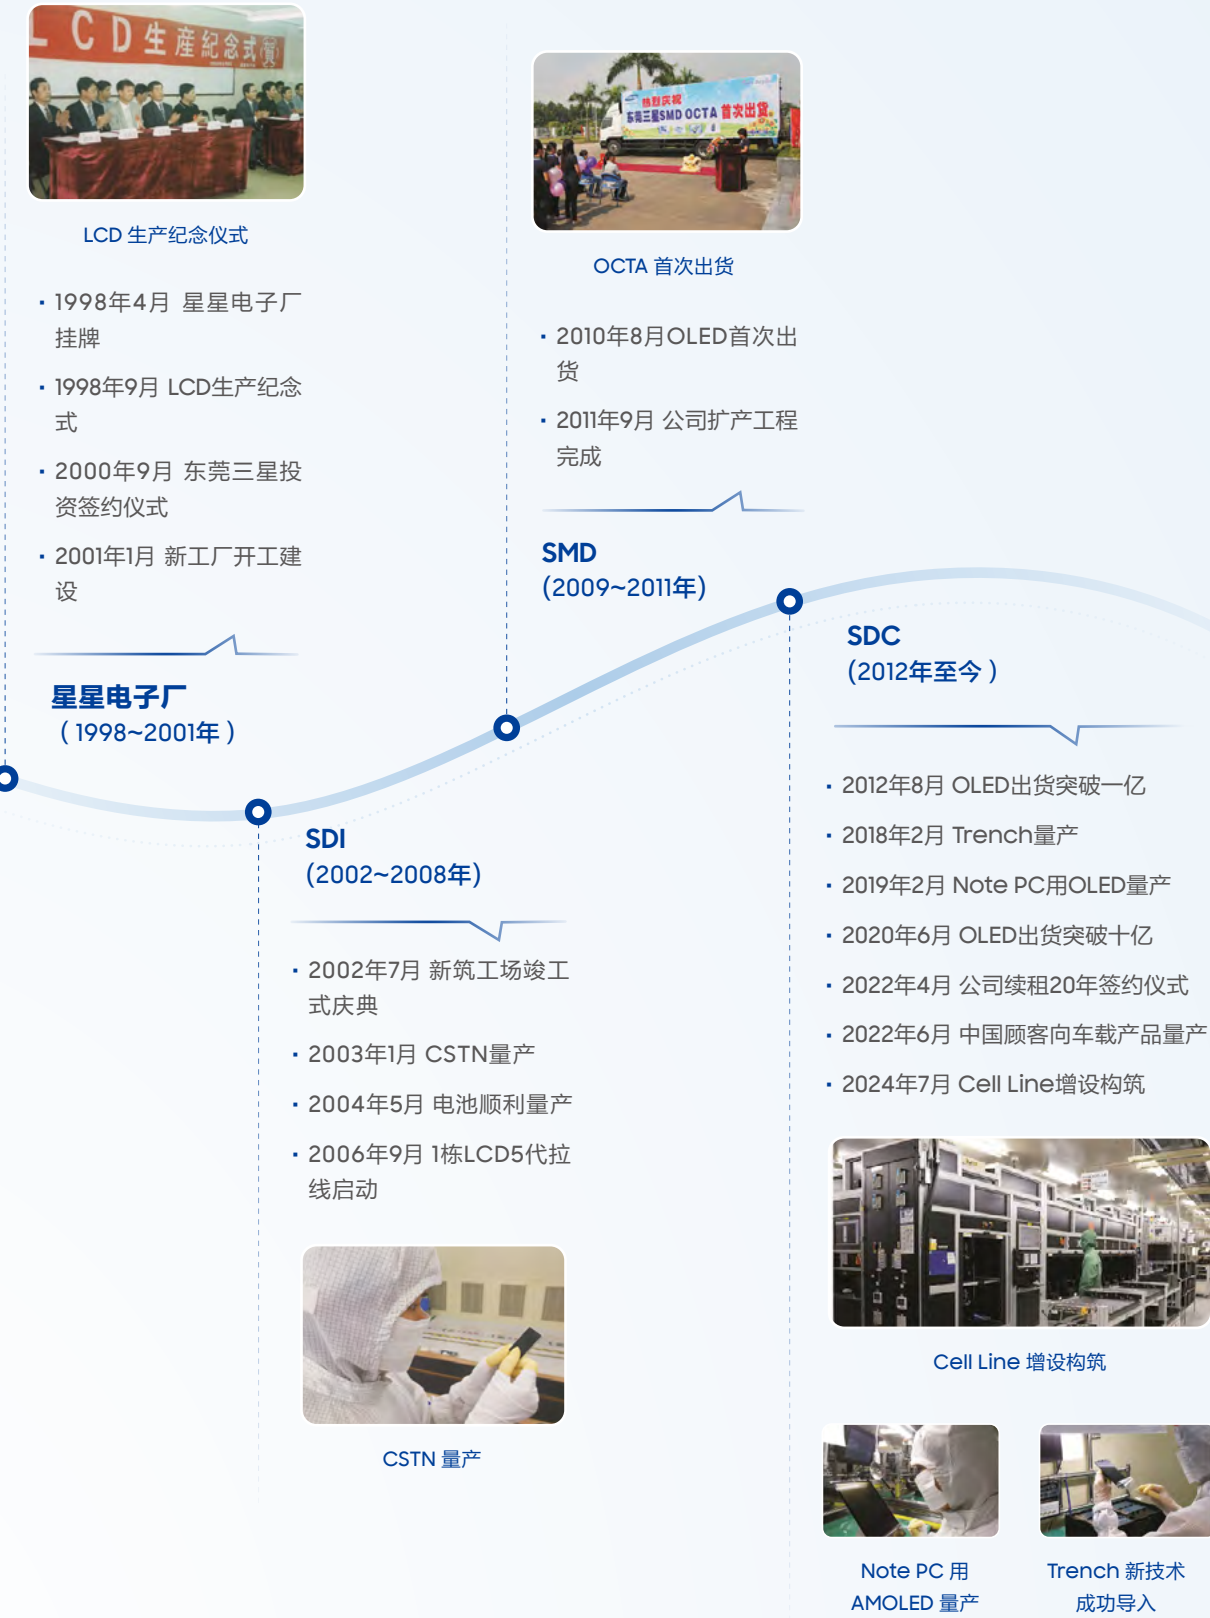 LCD生産紀念式
LCD 生产纪念仪式
1998年4月 星星电子厂
挂牌
1998年9月 LCD生产纪念
式
2000年9月 东莞三星投
资签约仪式
2001年1月 新工厂开工建
设
星星电子厂
（1998~2001年）
热烈庆祝
东莞三星SMD OCTA 首次出货
OCTA 首次出货
2010年8月OLED首次出
货
2011年9月 公司扩产工程
完成
SMD
(2009~2011年)
SDI
(2002~2008年)
2002年7月 新筑工场竣工
式庆典
2003年1月 CSTN量产
2004年5月 电池顺利量产
2006年9月 1栋LCD5代拉
线启动
CSTN 量产
SDC
(2012年至今 )
2012年8月 OLED出货突破一亿
2018年2月 Trench量产
2019年2月 Note PC用OLED量产
2020年6月 OLED出货突破十亿
2022年4月 公司续租20年签约仪式
2022年6月 中国顾客向车载产品量产
2024年7月 Cell Line增设构筑
Cell Line 增设构筑
Note PC 用
AMOLED 量产
Trench 新技术
成功导入